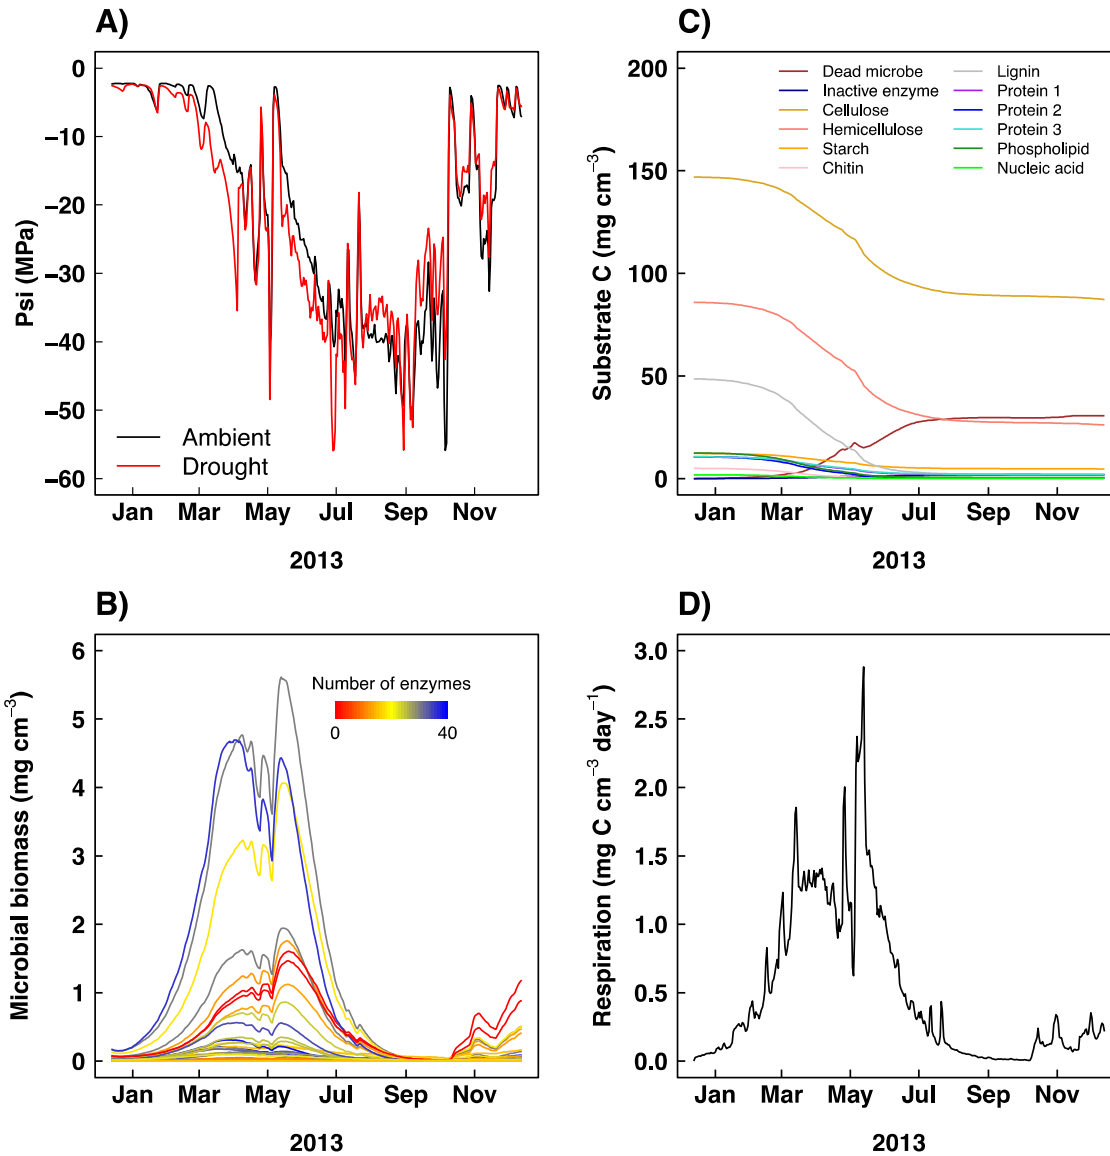 A)
0
−10
−20
−30
−40
−50
−60
Psi (MPa)
Ambient
Drought
Jan Mar May Jul Sep Nov
2013
C)
200
150
100
50
0
Substrate C (mg cm⁻³)
Dead microbe
Inactive enzyme
Cellulose
Hemicellulose
Starch
Chitin
Lignin
Protein 1
Protein 2
Protein 3
Phospholipid
Nucleic acid
Jan Mar May Jul Sep Nov
2013
B)
6
5
4
3
2
1
0
Microbial biomass (mg cm⁻³)
Number of enzymes
0 40
Jan Mar May Jul Sep Nov
2013
D)
3.0
2.5
2.0
1.5
1.0
0.5
0.0
Respiration (mg C cm⁻³ day⁻¹)
Jan Mar May Jul Sep Nov
2013